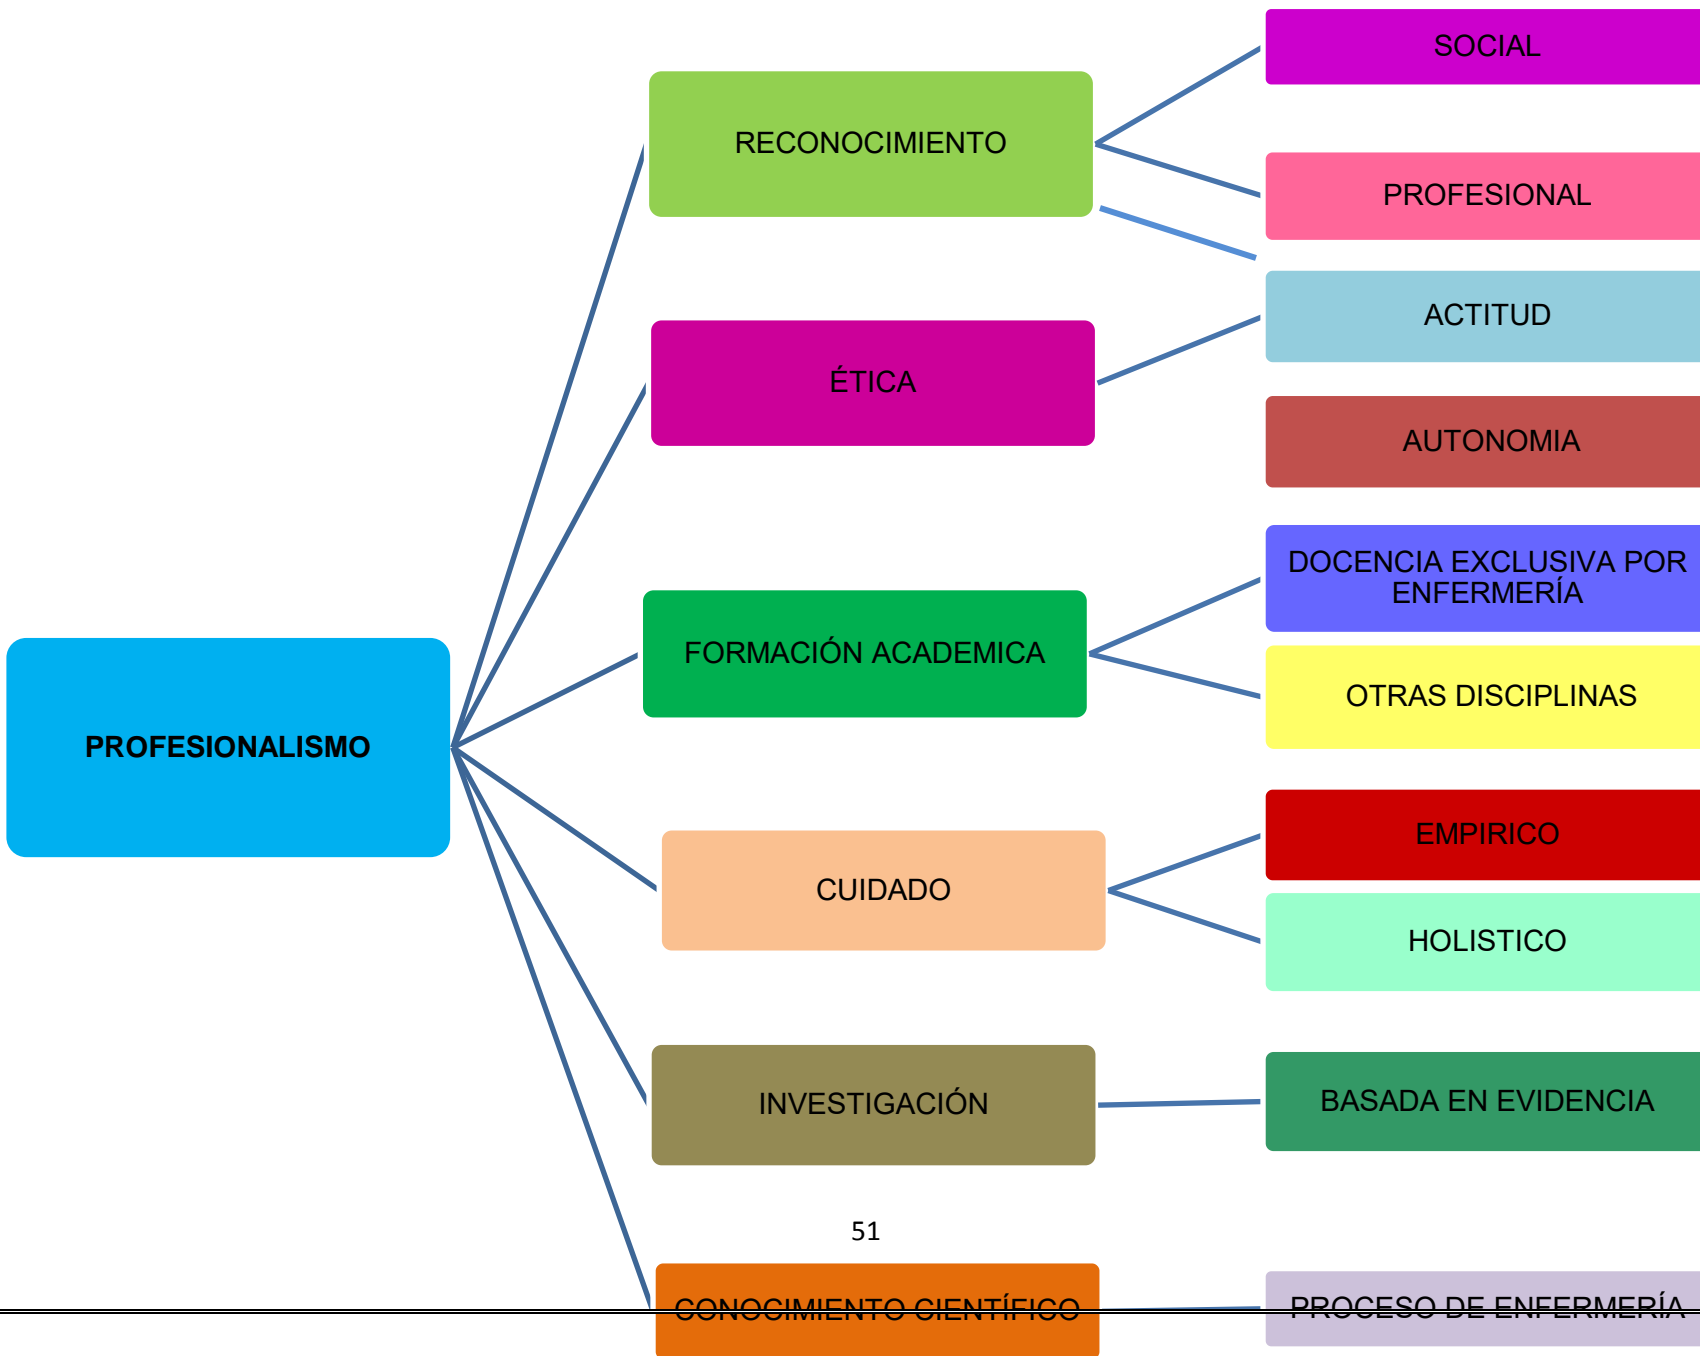 PROFESIONALISMO
RECONOCIMIENTO
SOCIAL
PROFESIONAL
ÉTICA
ACTITUD
AUTONOMIA
FORMACIÓN ACADEMICA
DOCENCIA EXCLUSIVA POR
ENFERMERÍA
OTRAS DISCIPLINAS
CUIDADO
EMPIRICO
HOLISTICO
INVESTIGACIÓN
BASADA EN EVIDENCIA
51
CONOCIMIENTO CIENTÍFICO
PROCESO DE ENFERMERÍA